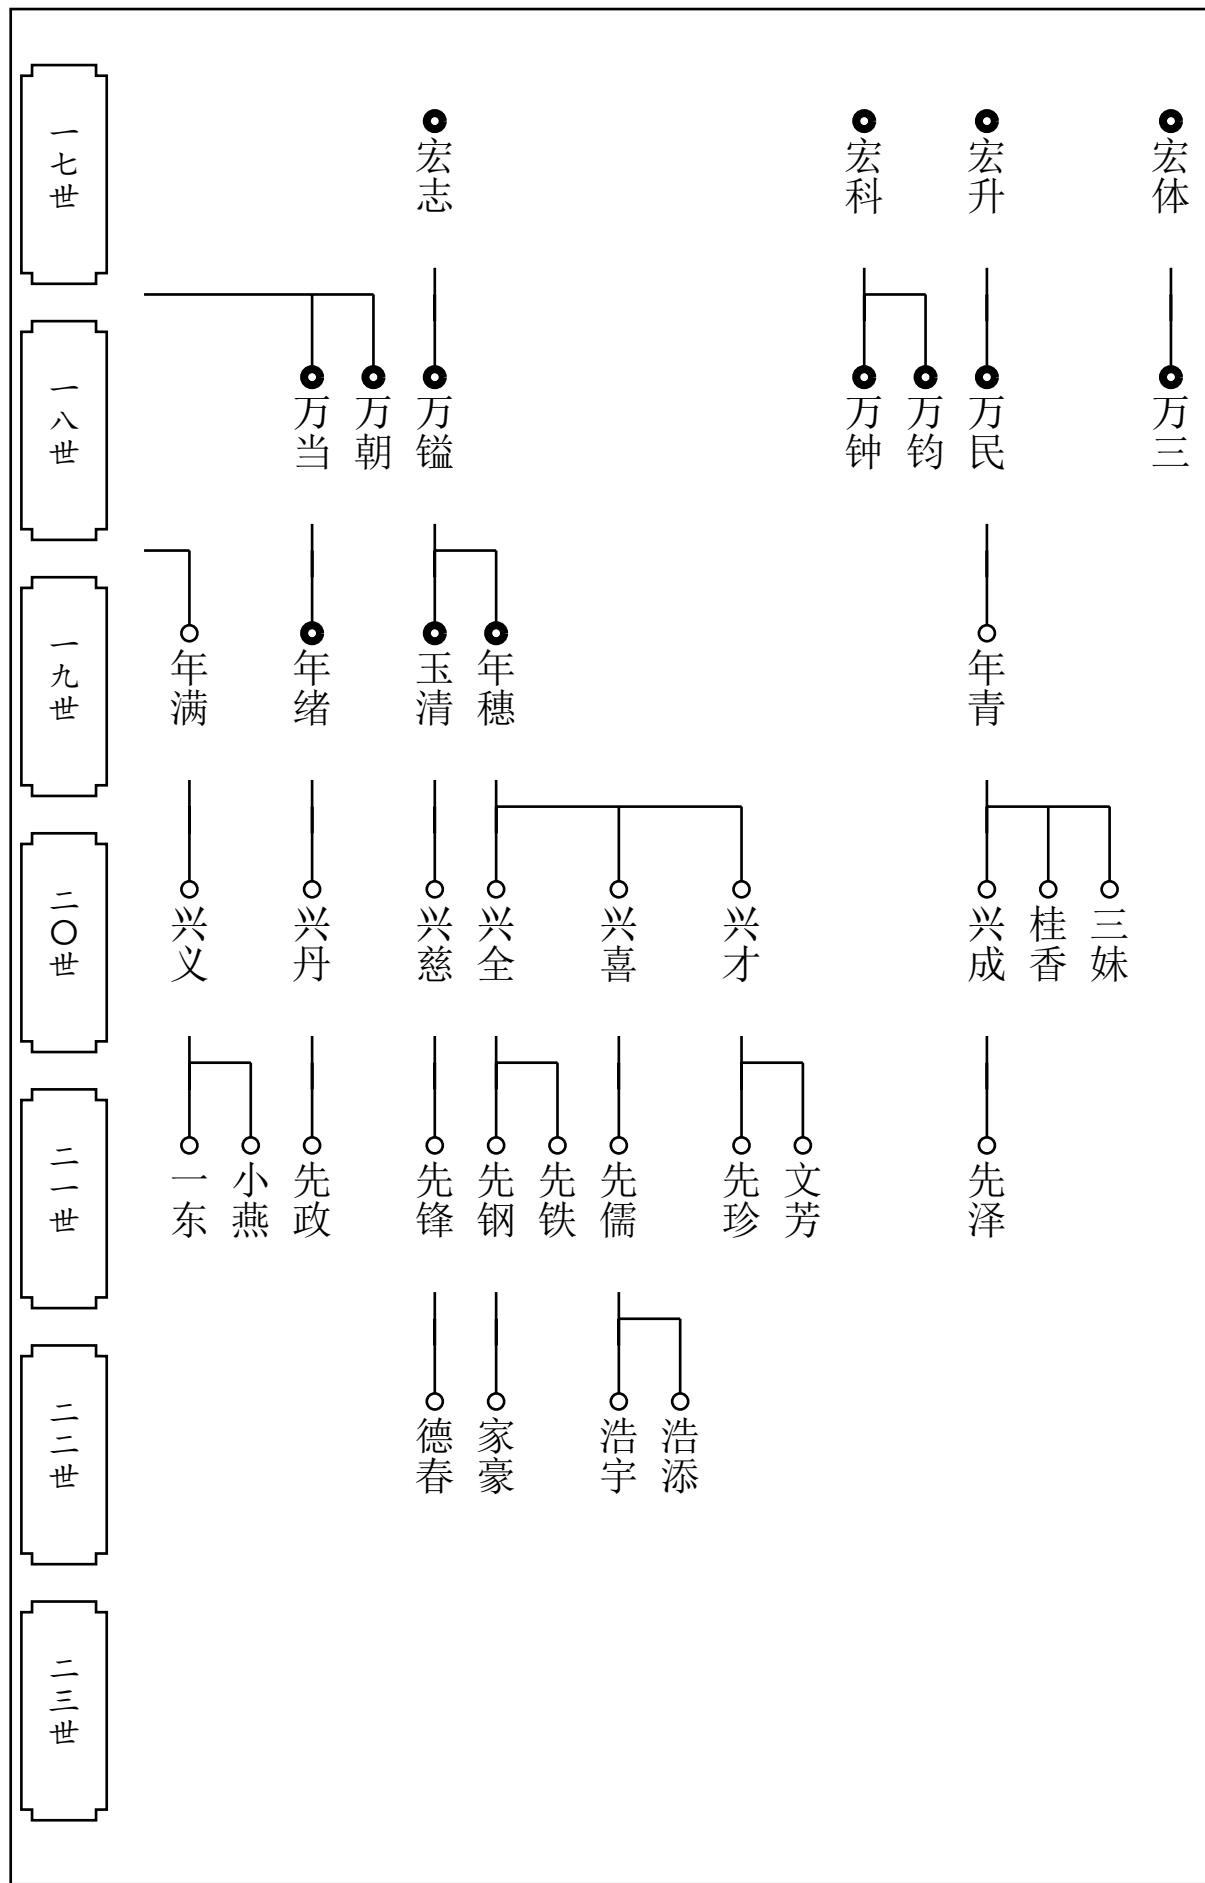 一七世
宏志
宏科
宏升
宏体
一八世
万当
万朝
万镒
万钟
万钧
万民
万三
一九世
年满
年绪
玉清
年穗
年青
二〇世
兴义
兴丹
兴慈
兴全
兴喜
兴才
兴成
桂香
三妹
二一世
一东
小燕
先政
先锋
先钢
先铁
先儒
先珍
文芳
先泽
二二世
德春
家豪
浩宇
浩添
二三世